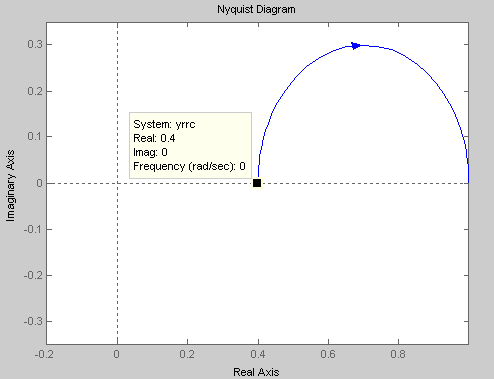 Nyquist Diagram
0.3
0.2
0.1
0
-0.1
-0.2
-0.3
Imaginary Axis
System: yrrc
Real: 0.4
Imag: 0
Frequency (rad/sec): 0
-0.2
0
0.2
0.4
0.6
0.8
Real Axis